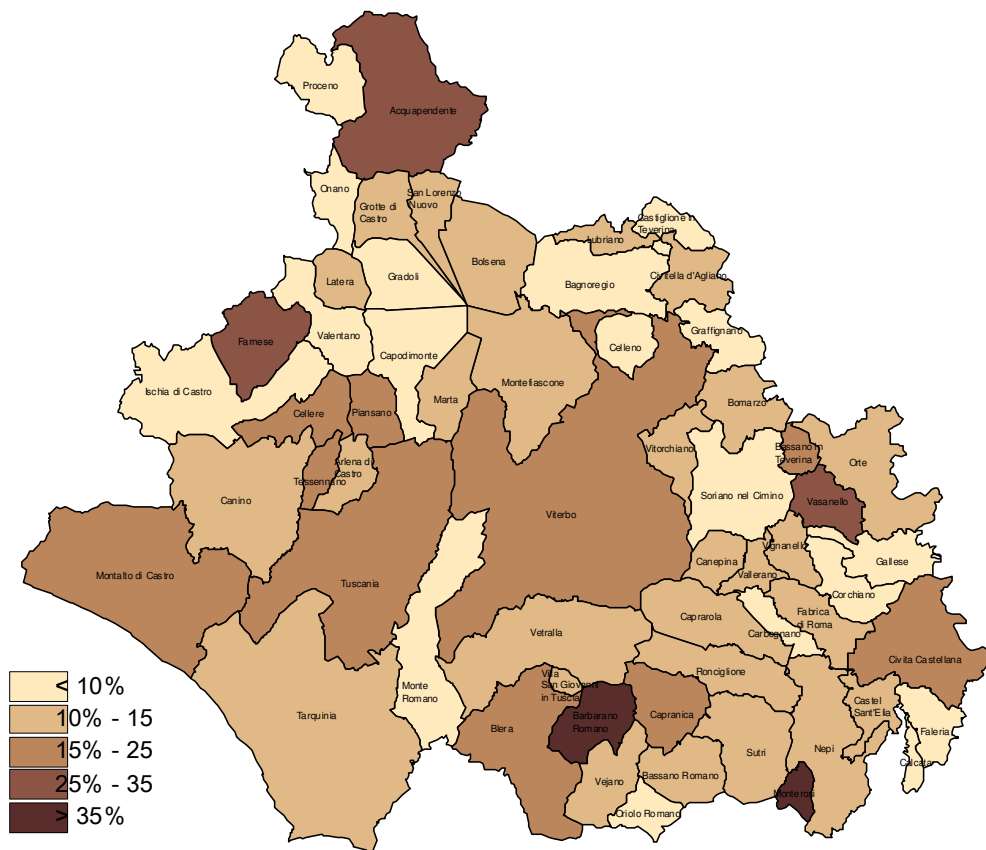 Proceno
Acquapendente
Onano
San Lorenzo
Nuovo
Grotte di
Castro
Castiglione in
Teverina
Lubriano
Bolsena
Civitella d'Agliano
Latera
Gradoli
Bagnoregio
Graffignano
Farnese
Valentano
Capodimonte
Celleno
Ischia di Castro
Montefiascone
Marta
Bomarzo
Cellere
Piansano
Vitorchiano
Bassano in
Teverina
Orte
Arlena di
Castro
Tessennano
Canino
Soriano nel Cimino
Vasanello
Viterbo
Vignanello
Gallese
Montalto di Castro
Tuscania
Canepina
Vallerano
Corchiano
Caprarola
Fabrica
di Roma
Carbognano
Vetralla
Civita Castellana
Ronciglione
Villa
San Giovanni
in Tuscia
Monte
Romano
Castel
Sant'Elia
Tarquinia
Blera
Barbarano
Romano
Capranica
Faleria
Sutri
Nepi
Calcata
Vejano
Bassano Romano
Monterosi
Oriolo Romano
< 10%
10% - 15
15% - 25
25% - 35
> 35%